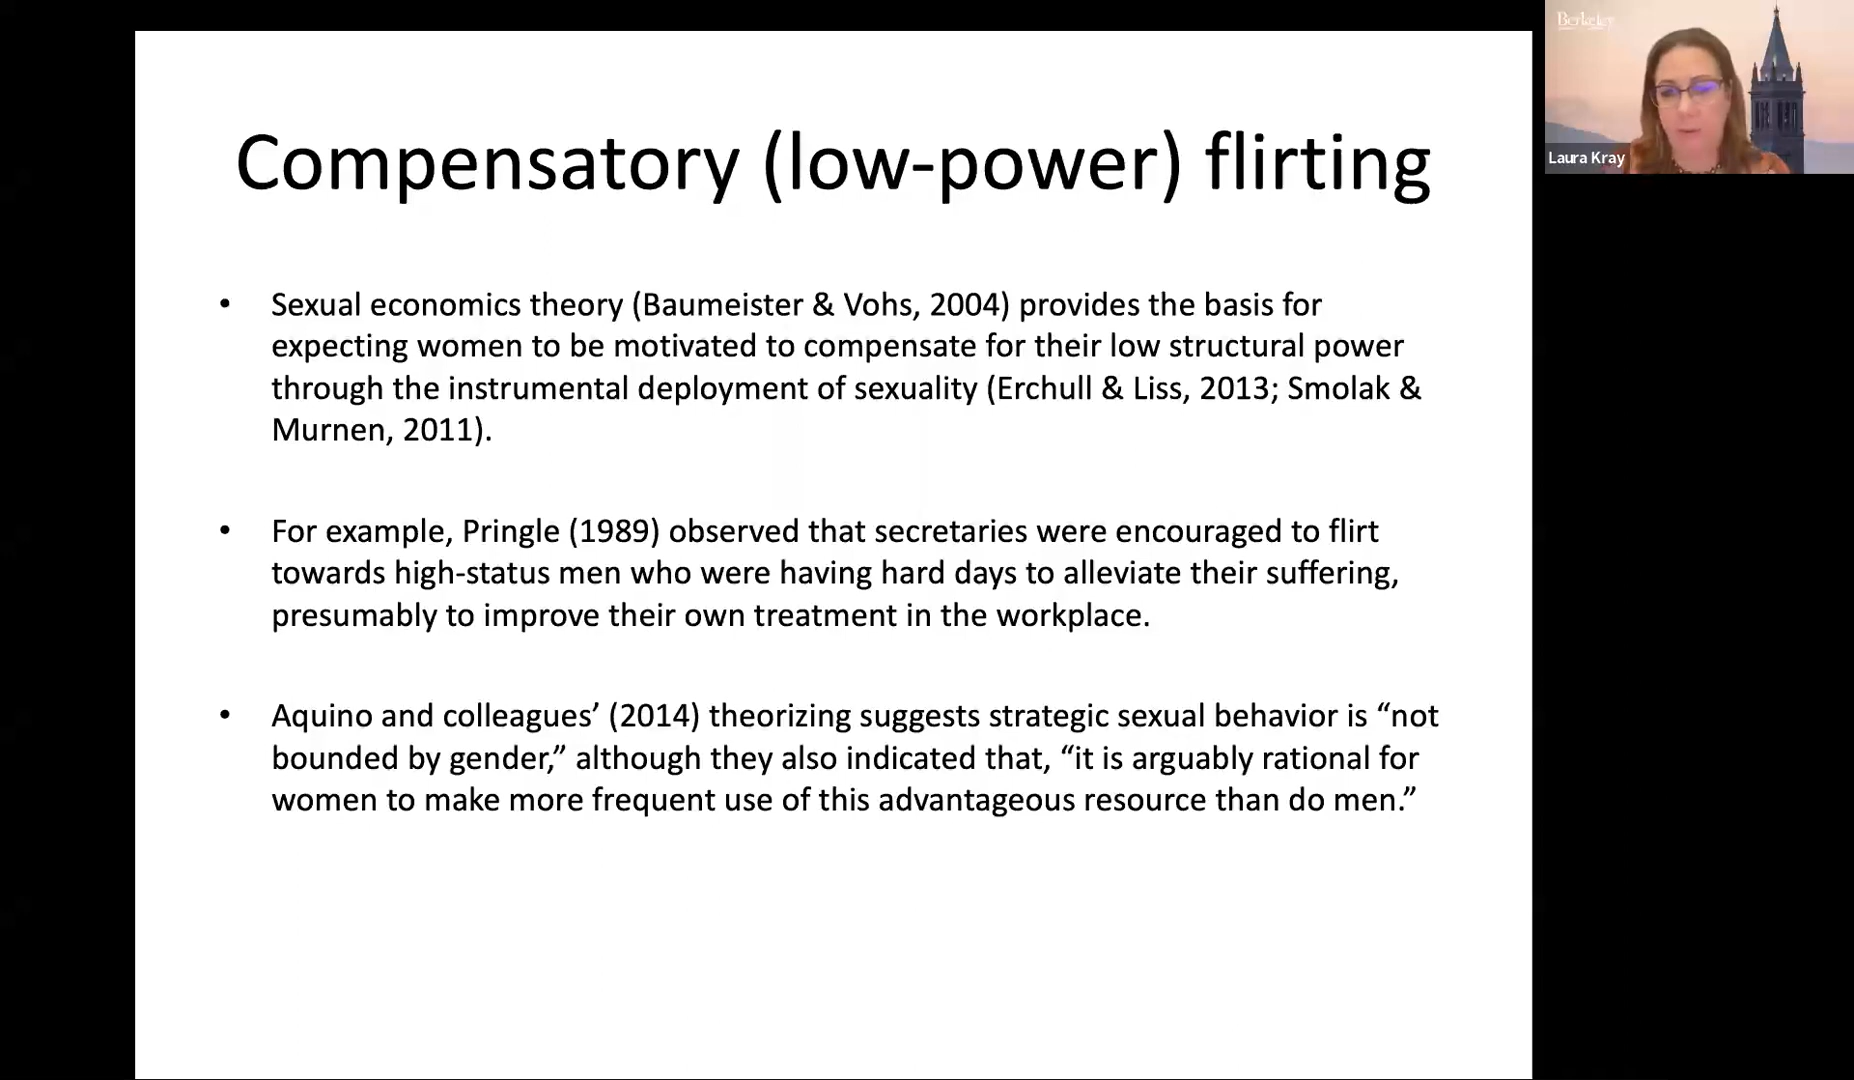 Berkeley
Laura Kray
Compensatory (low-power) flirting
• Sexual economics theory (Baumeister & Vohs, 2004) provides the basis for
expecting women to be motivated to compensate for their low structural power
through the instrumental deployment of sexuality (Erchull & Liss, 2013; Smolak &
Murnen, 2011).
• For example, Pringle (1989) observed that secretaries were encouraged to flirt
towards high-status men who were having hard days to alleviate their suffering,
presumably to improve their own treatment in the workplace.
• Aquino and colleagues’ (2014) theorizing suggests strategic sexual behavior is “not
bounded by gender,” although they also indicated that, “it is arguably rational for
women to make more frequent use of this advantageous resource than do men.”